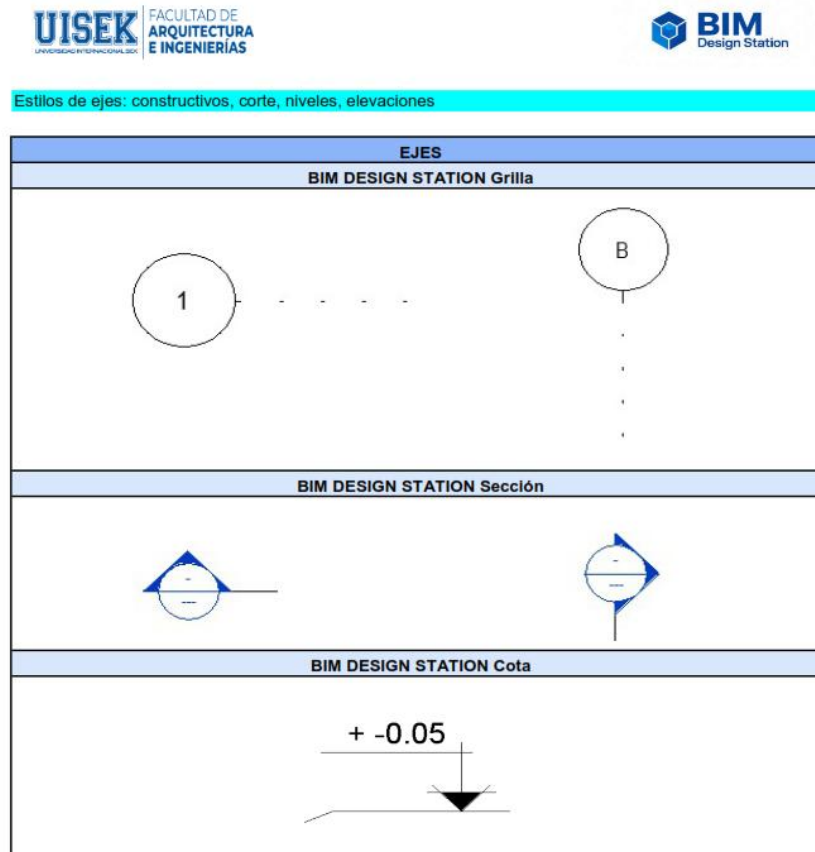 UISEK
FACULTAD DE
ARQUITECTURA
E INGENIERÍAS
UNIVERSIDAD INTERNACIONAL SEK
BIM
Design Station
Estilos de ejes: constructivos, corte, niveles, elevaciones
EJES
BIM DESIGN STATION Grilla
1
B
BIM DESIGN STATION Sección
BIM DESIGN STATION Cota
+ -0.05